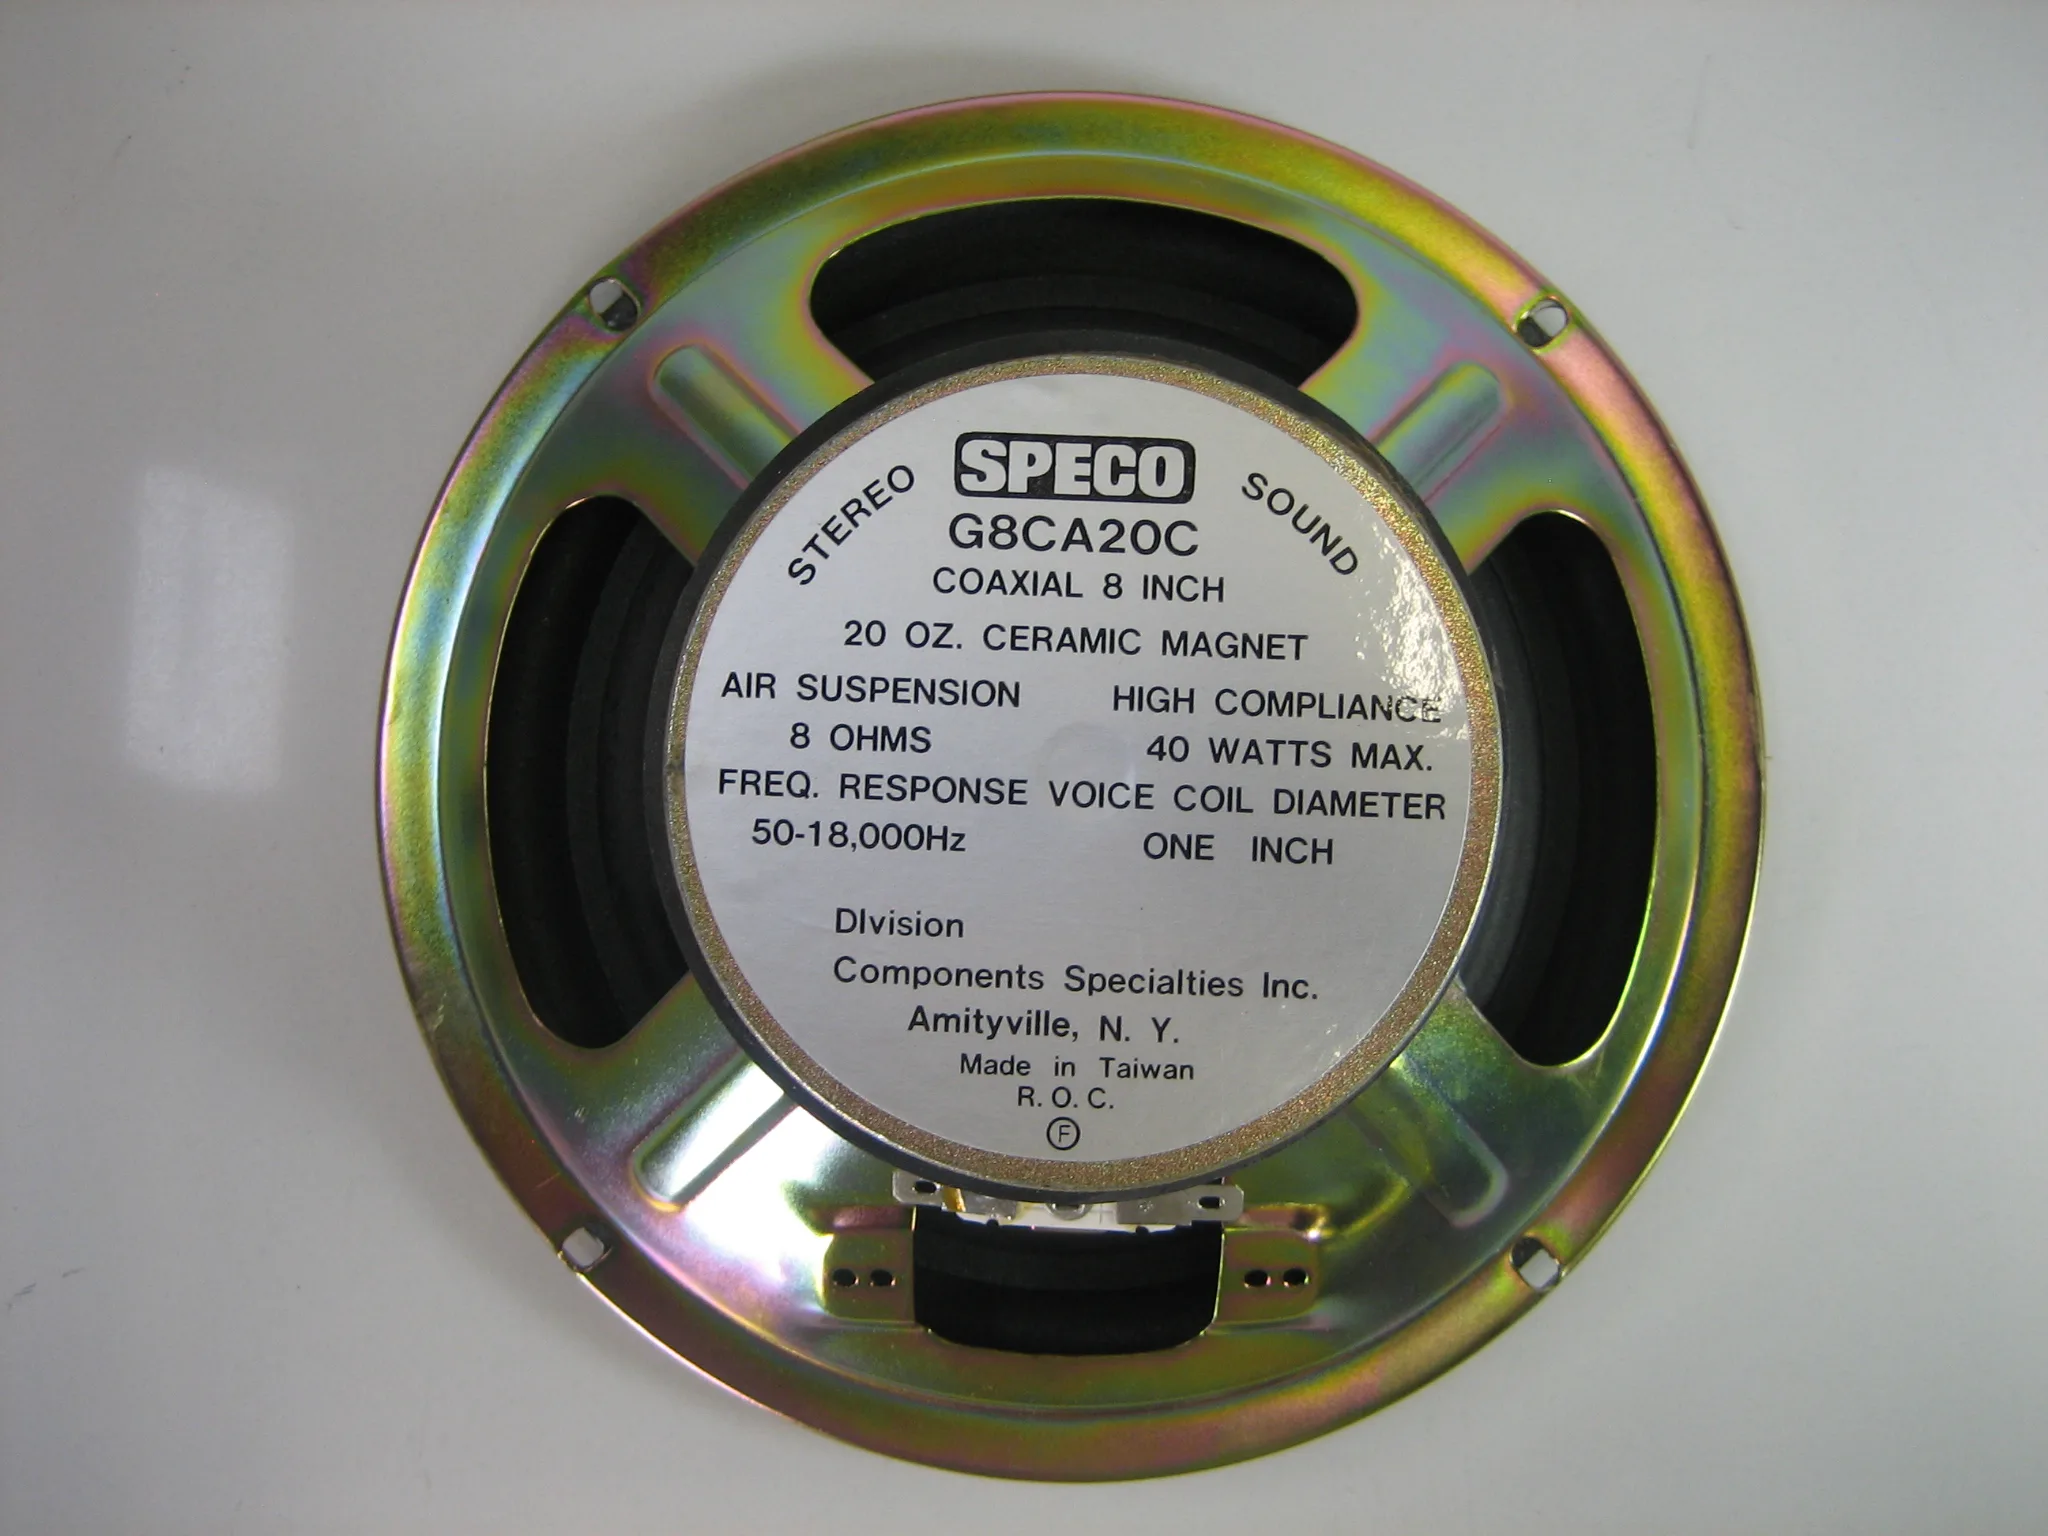 SPECO
STEREO SOUND
G8CA20C
COAXIAL 8 INCH
20 OZ. CERAMIC MAGNET
AIR SUSPENSION HIGH COMPLIANCE
8 OHMS 40 WATTS MAX.
FREQ. RESPONSE VOICE COIL DIAMETER
50-18,000Hz ONE INCH
DIvision
Components Specialties Inc.
Amityville, N. Y.
Made in Taiwan
R. O. C.
Ⓕ